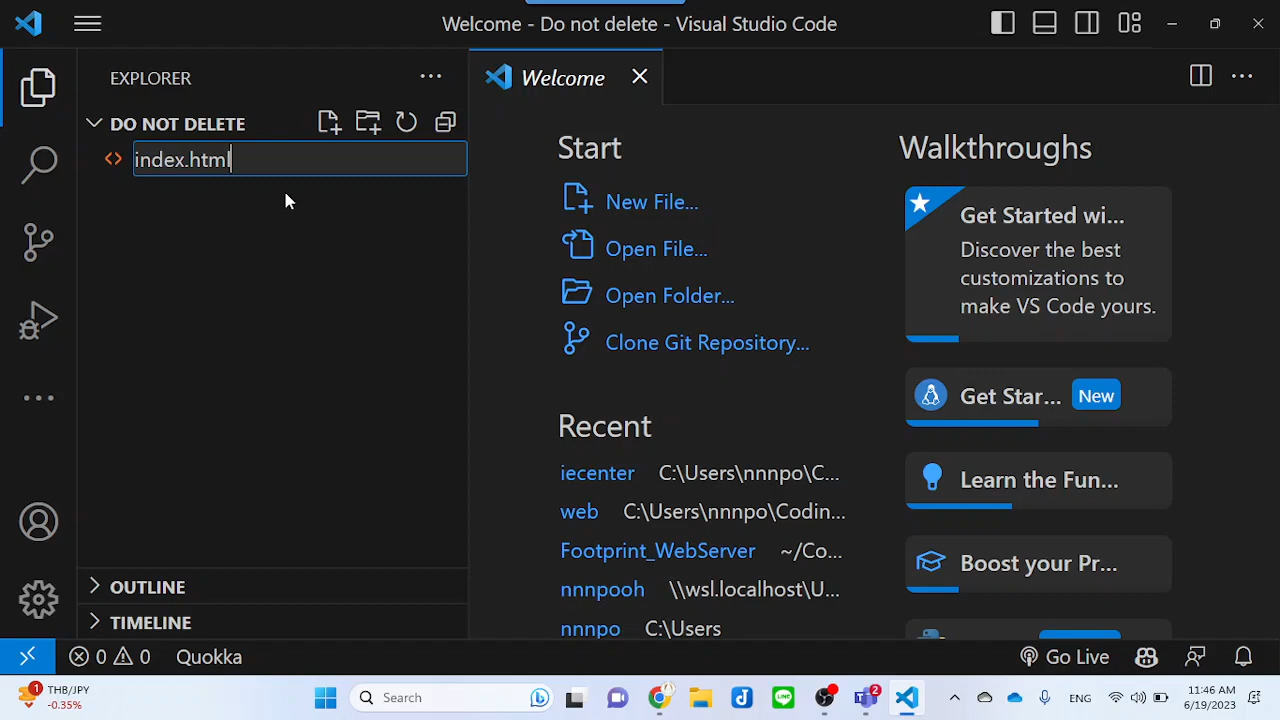 Welcome - Do not delete - Visual Studio Code
EXPLORER
DO NOT DELETE
index.html
OUTLINE
TIMELINE
Welcome
Start
New File...
Open File...
Open Folder...
Clone Git Repository...
Recent
iecenter C:\Users\nnnpo\C...
web C:\Users\nnnpo\Codin...
Footprint_WebServer ~/Co...
nnnpooh \\wsl.localhost\U...
nnnpo C:\Users
Walkthroughs
Get Started wi...
Discover the best
customizations to
make VS Code yours.
Get Star... New
Learn the Fun...
Boost your Pr...
0 0 Quokka
Go Live
1
THB/JPY
-0.35%
Search
2
ENG
11:46 AM
6/19/2023